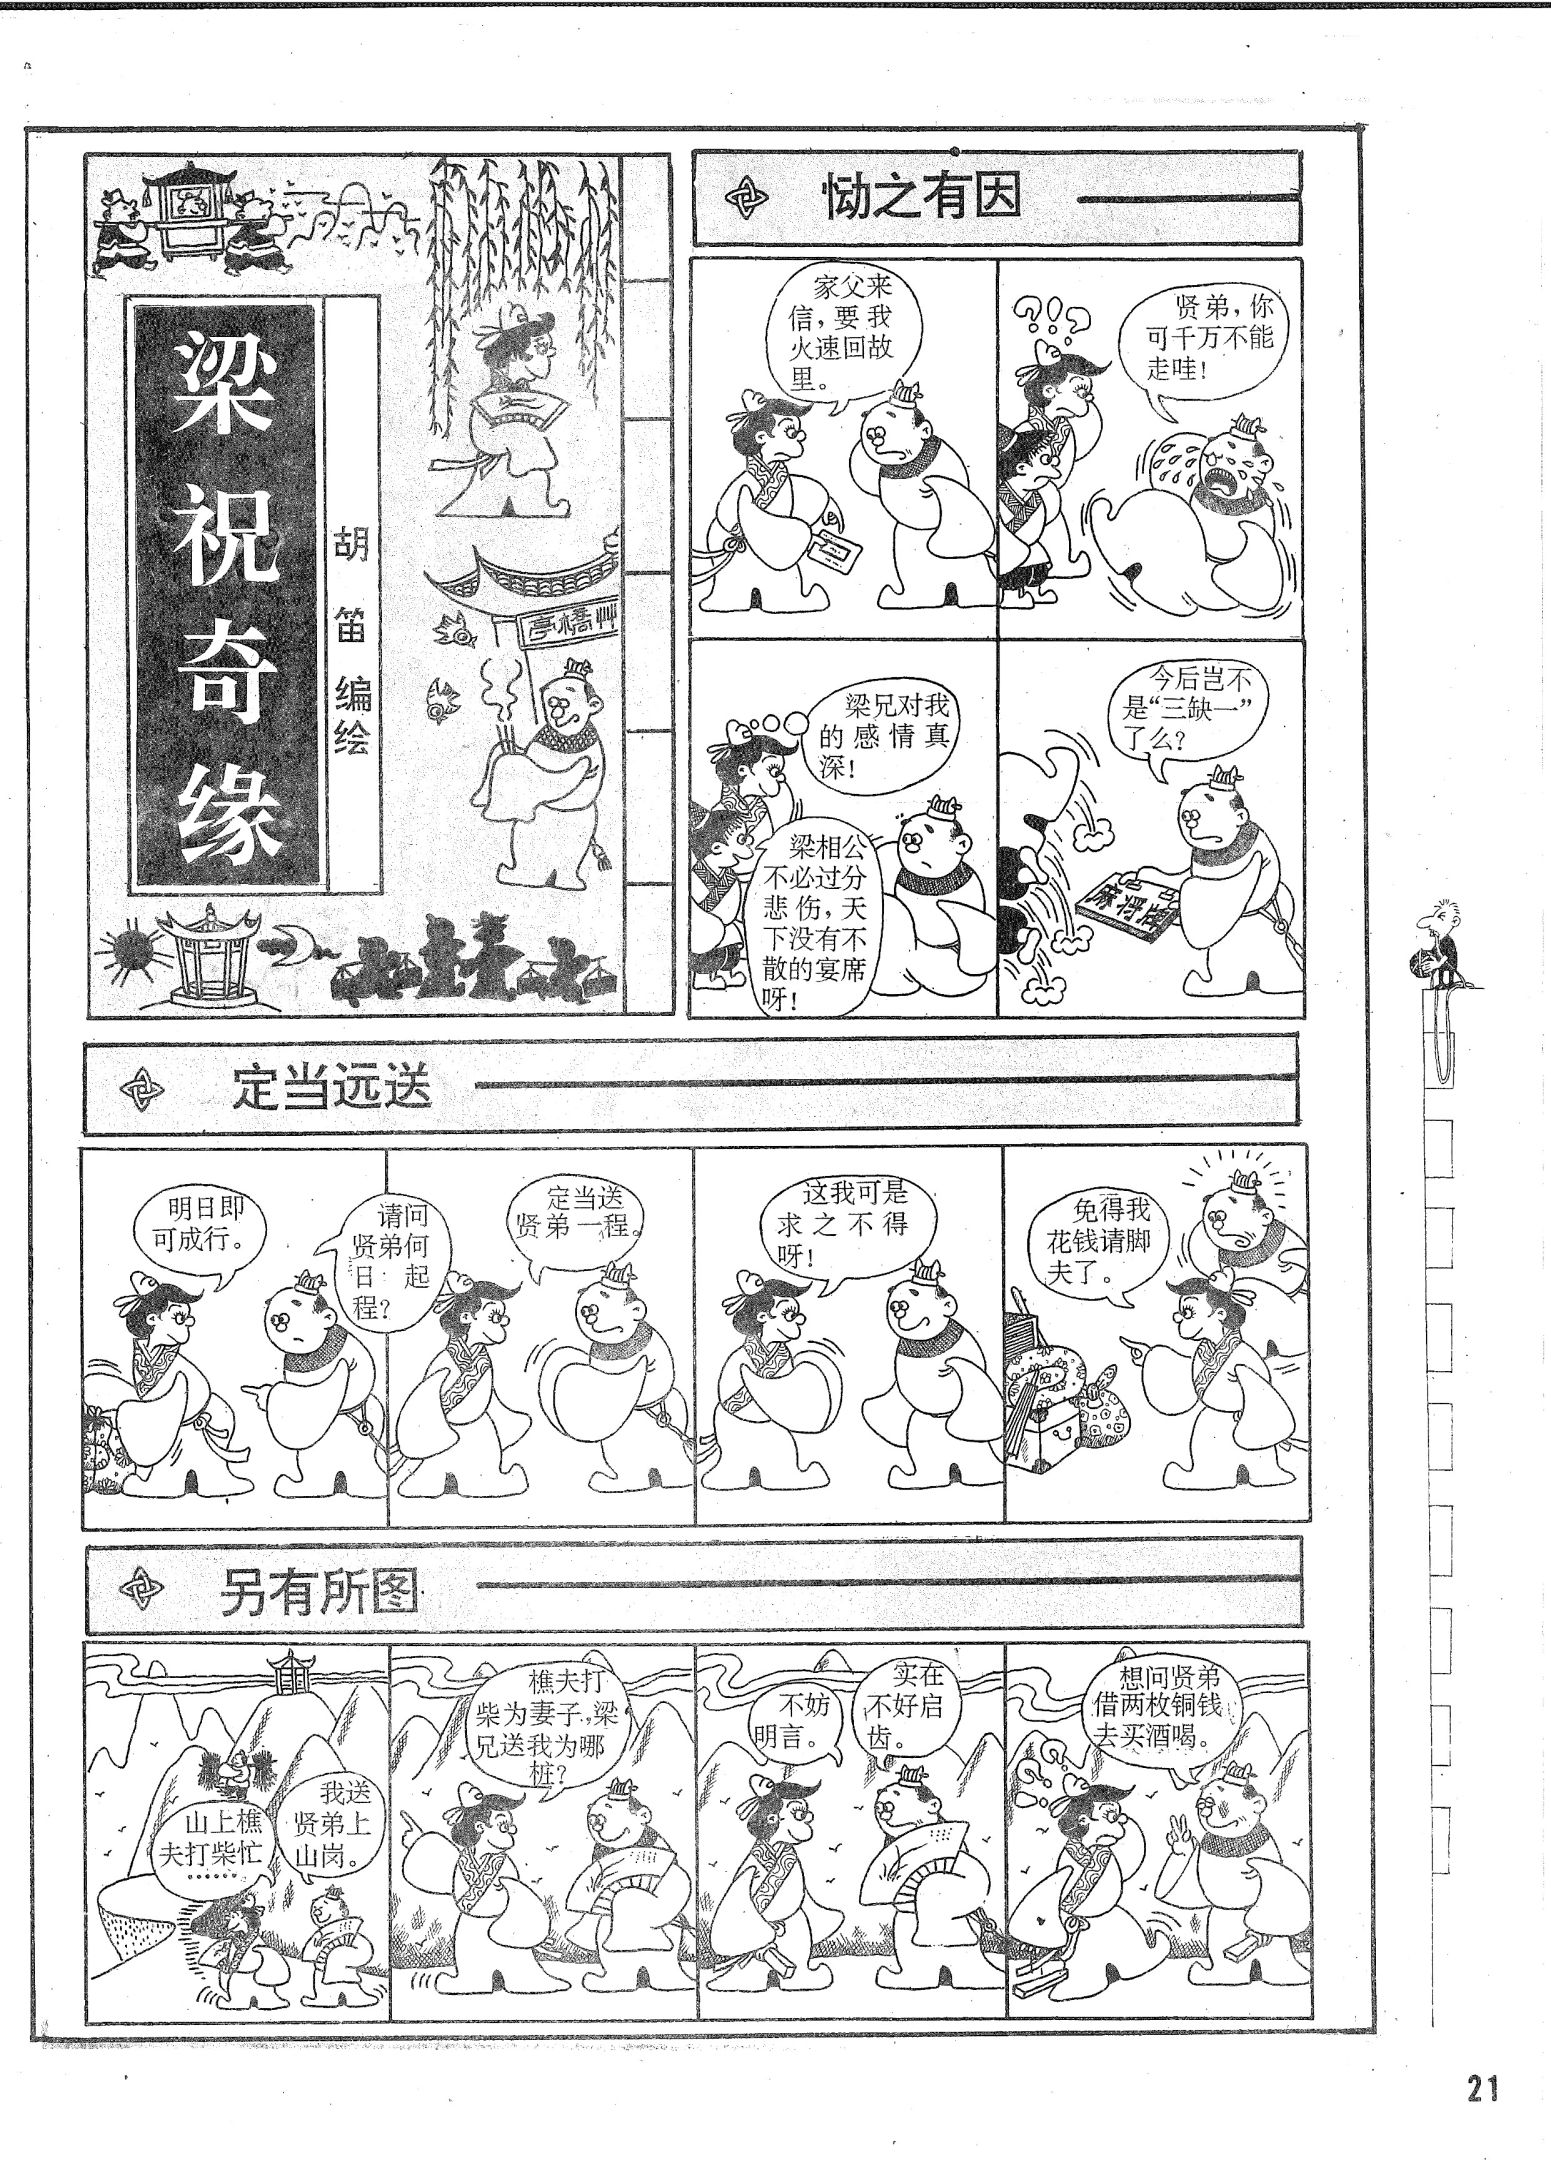 梁祝奇缘
胡笛 编绘
草橋亭
恸之有因
家父来
信，要我
火速回故
里。
贤弟，你
可千万不能
走哇！
梁兄对我
的感情真
深！
梁相公
不必过分
悲伤，天
下没有不
散的宴席
呀！
今后岂不
是“三缺一”
了么？
麻将牌
定当远送
请问
贤弟何
日起
程？
明日即
可成行。
定当送
贤弟一程。
这我可是
求之不得
呀！
免得我
花钱请脚
夫了。
另有所图
我送
贤弟上
山岗。
山上樵
夫打柴忙
……
樵夫打
柴为妻子，梁
兄送我为哪
桩？
实在
不好启
齿。
不妨
明言。
想问贤弟
借两枚铜钱
去买酒喝。
21